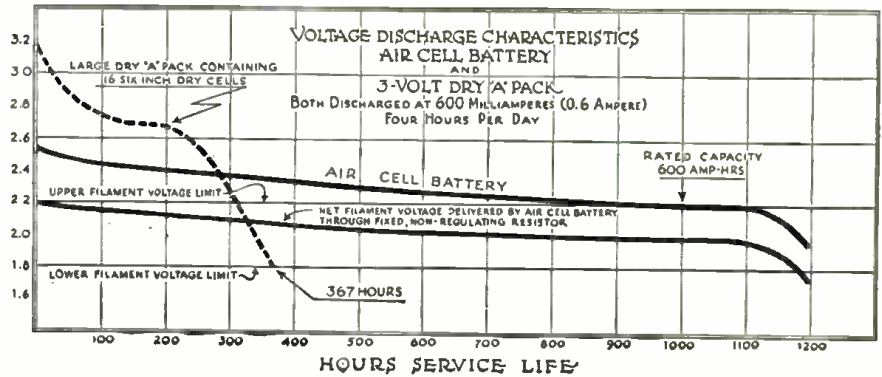 VOLTAGE DISCHARGE CHARACTERISTICS
AIR CELL BATTERY
AND
3-VOLT DRY "A" PACK
BOTH DISCHARGED AT 600 MILLIAMPERES (0.6 AMPERE)
FOUR HOURS PER DAY
LARGE DRY "A" PACK CONTAINING
16 SIX INCH DRY CELLS
3.2
3.0
2.8
2.6
2.4
2.2
2.0
1.8
1.6
AIR CELL BATTERY
RATED CAPACITY
600 AMP-HRS
UPPER FILAMENT VOLTAGE LIMIT
NET FILAMENT VOLTAGE DELIVERED BY AIR CELL BATTERY
THROUGH FIXED, NON-REGULATING RESISTOR
LOWER FILAMENT VOLTAGE LIMIT
367 HOURS
100 200 300 400 500 600 700 800 900 1000 1100 1200
HOURS SERVICE LIFE